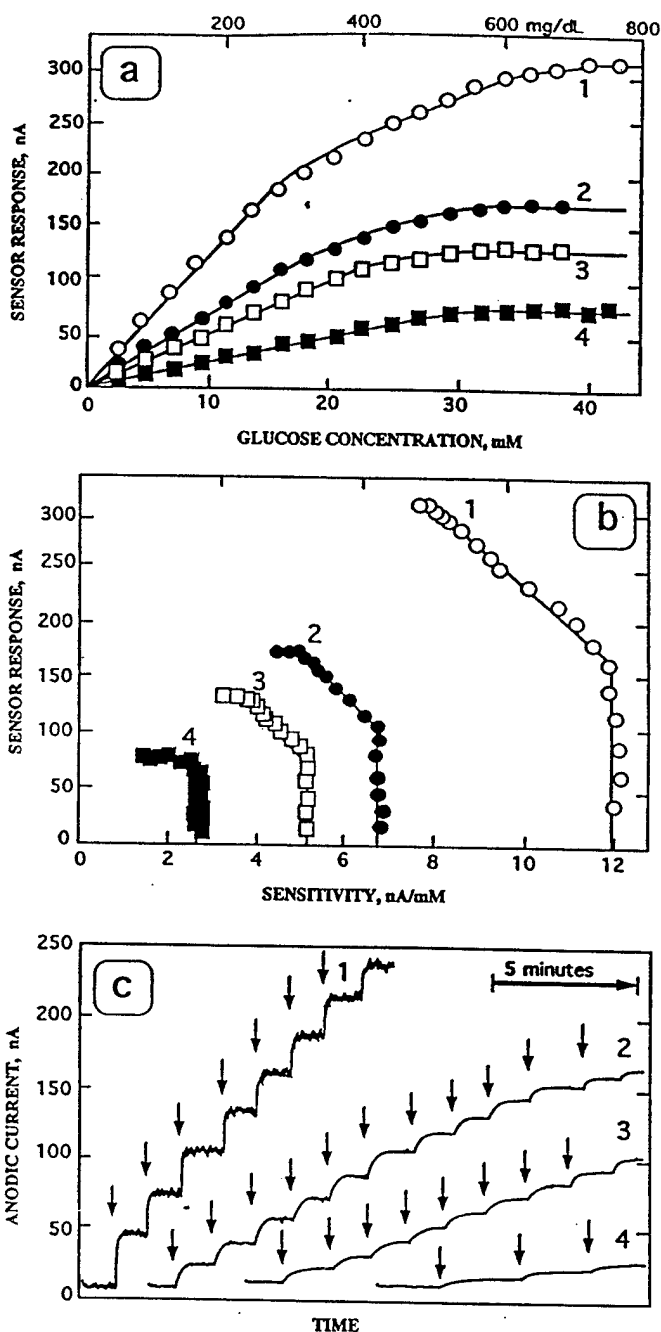 200 400 600 mg/dL 800
a
300
250
200
150
100
50
0
1
2
3
4
SENSOR RESPONSE, nA
0 10 20 30 40
GLUCOSE CONCENTRATION, mM
b
300
250
200
150
100
50
0
1
2
3
4
SENSOR RESPONSE, nA
0 2 4 6 8 10 12
SENSITIVITY, nA/mM
c
250
200
150
100
50
0
1
5 minutes
2
3
4
ANODIC CURRENT, nA
TIME